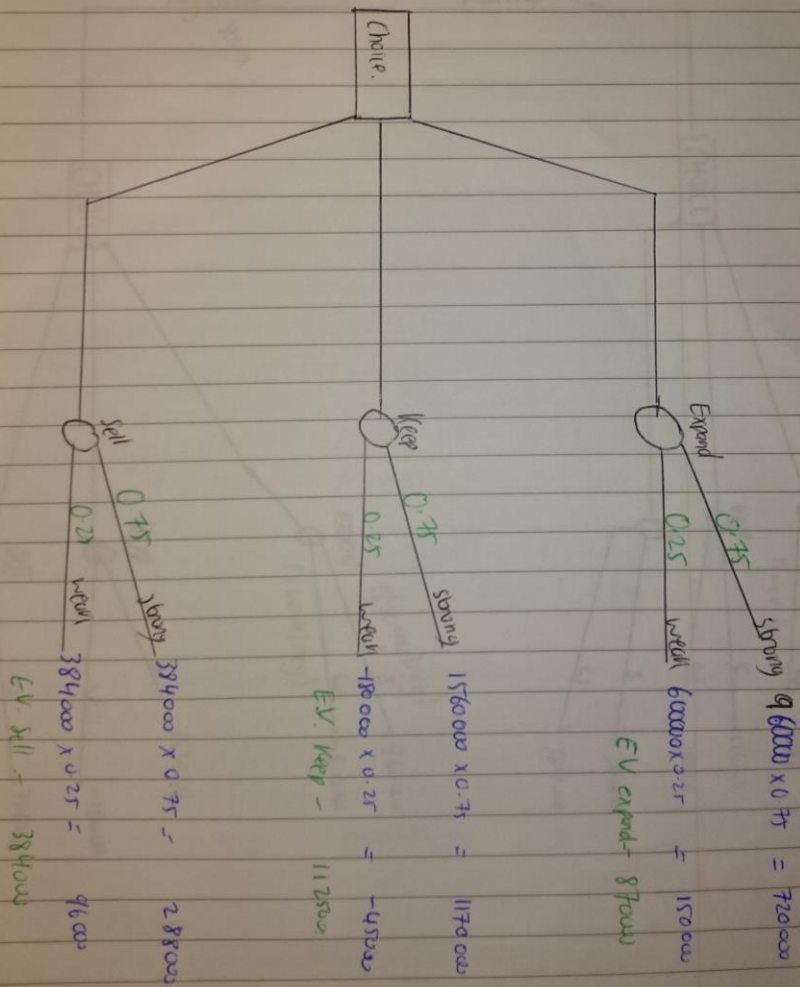 Choice.
Expand
0.75 strong 960000 x 0.75 = 720000
0.25 weak 600000 x 0.25 = 150000
EV expand = 870000
Keep
0.75 strong 1560000 x 0.75 = 1170000
0.25 weak -180000 x 0.25 = -45000
EV. Keep - 1125000
Sell
0.75 strong 384000 x 0.75 = 288000
0.25 weak 384000 x 0.25 = 96000
EV. Sell - 384000